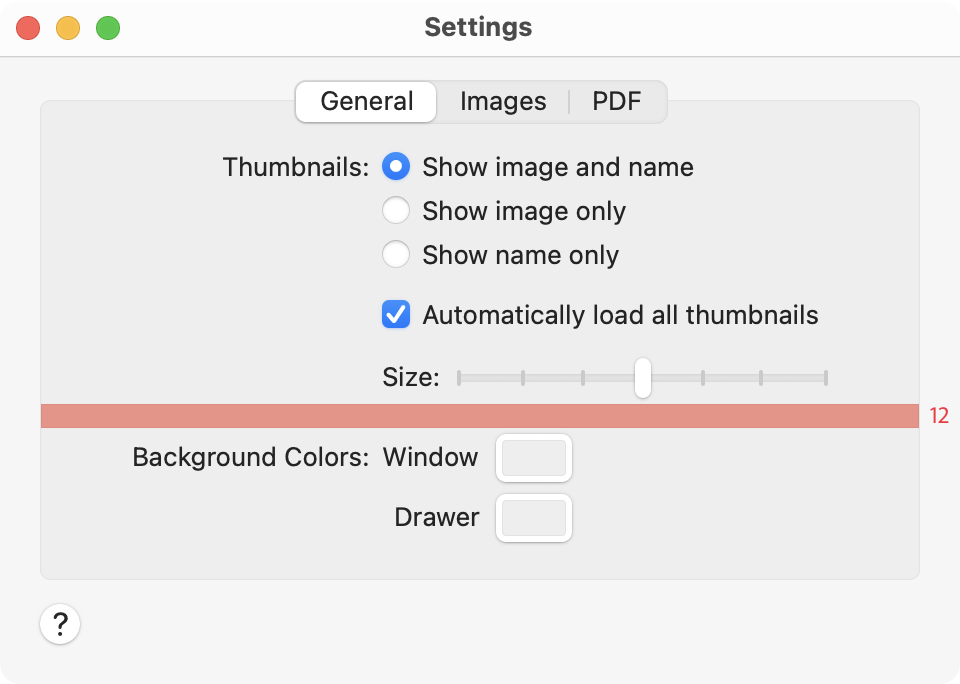 Settings
General Images PDF
Thumbnails: Show image and name
Show image only
Show name only
Automatically load all thumbnails
Size:
12
Background Colors: Window
Drawer
?